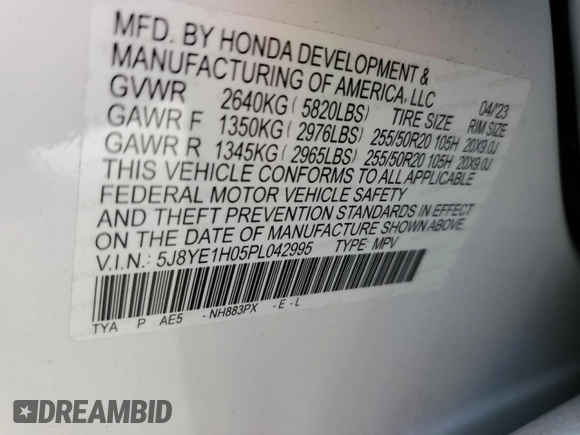 MFD. BY HONDA DEVELOPMENT &
MANUFACTURING OF AMERICA, LLC
GVWR 2640KG ( 5820LBS) TIRE SIZE 04/23 RIM SIZE
GAWR F 1350KG ( 2976LBS) 255/50R20 105H 20X9.0J
GAWR R 1345KG ( 2965LBS) 255/50R20 105H 20X9.0J
THIS VEHICLE CONFORMS TO ALL APPLICABLE
FEDERAL MOTOR VEHICLE SAFETY
AND THEFT PREVENTION STANDARDS IN EFFECT
ON THE DATE OF MANUFACTURE SHOWN ABOVE.
V.I.N.: 5J8YE1H05PL042995 TYPE: MPV
TYA P AE5 - NH883PX - E - L
DREAMBID